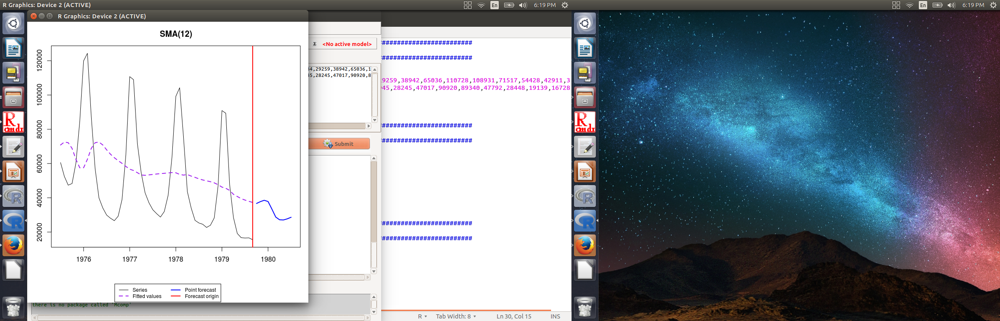 R Graphics: Device 2 (ACTIVE)
En
6:19 PM
En
6:19 PM
R Graphics: Device 2 (ACTIVE)
SMA(12)
120000
100000
80000
60000
40000
20000
1976 1977 1978 1979 1980
Series
Point forecast
Fitted values
Forecast origin
Σ <No active model>
4,29259,38942,65036,1
5,28245,47017,90920,8
Submit
there is no package called 'Mcomp'
#########################
#########################
9259,38942,65036,110728,108931,71517,54428,42911,3
45,28245,47017,90920,89340,47792,28448,19139,16728
#########################
#########################
#########################
#########################
R Tab Width: 8 Ln 30, Col 15 INS
R
cmdr
R
R
R
cmdr
R
R